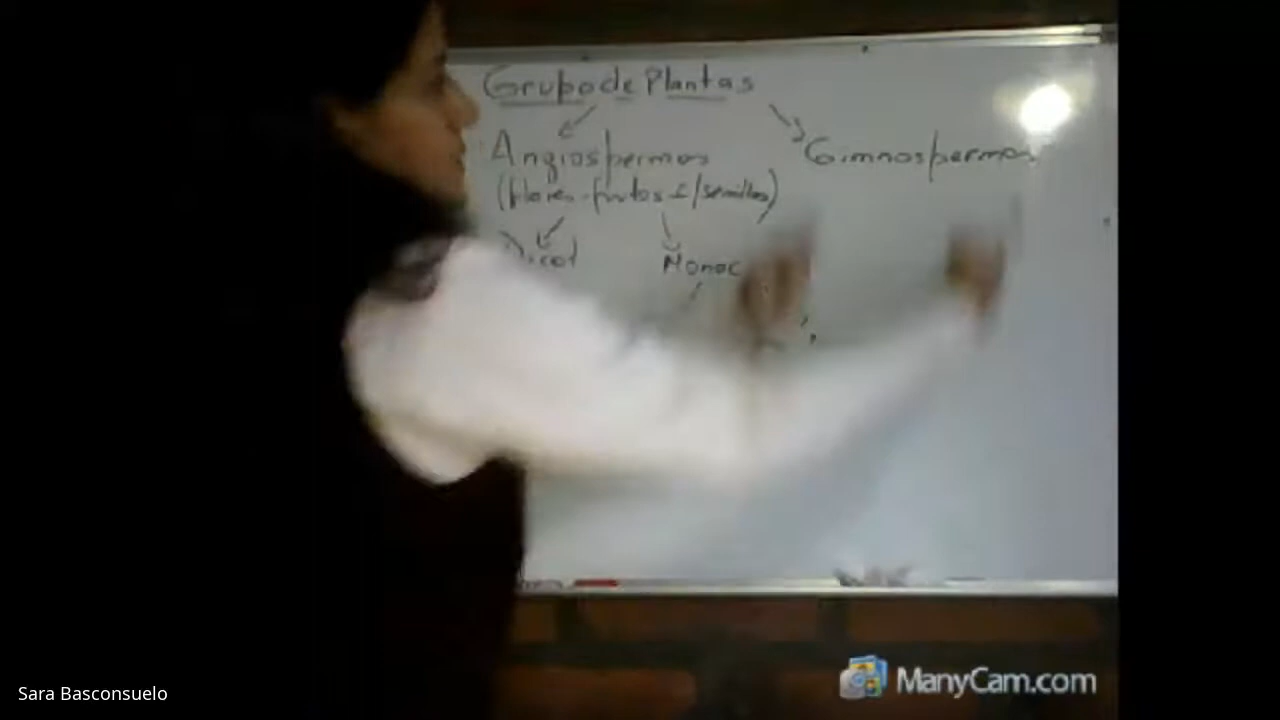 Grupo de Plantas
Angiospermas Gimnospermas
(flores-frutos c/semillas)
Dicot Monoc
Sara Basconsuelo
ManyCam.com